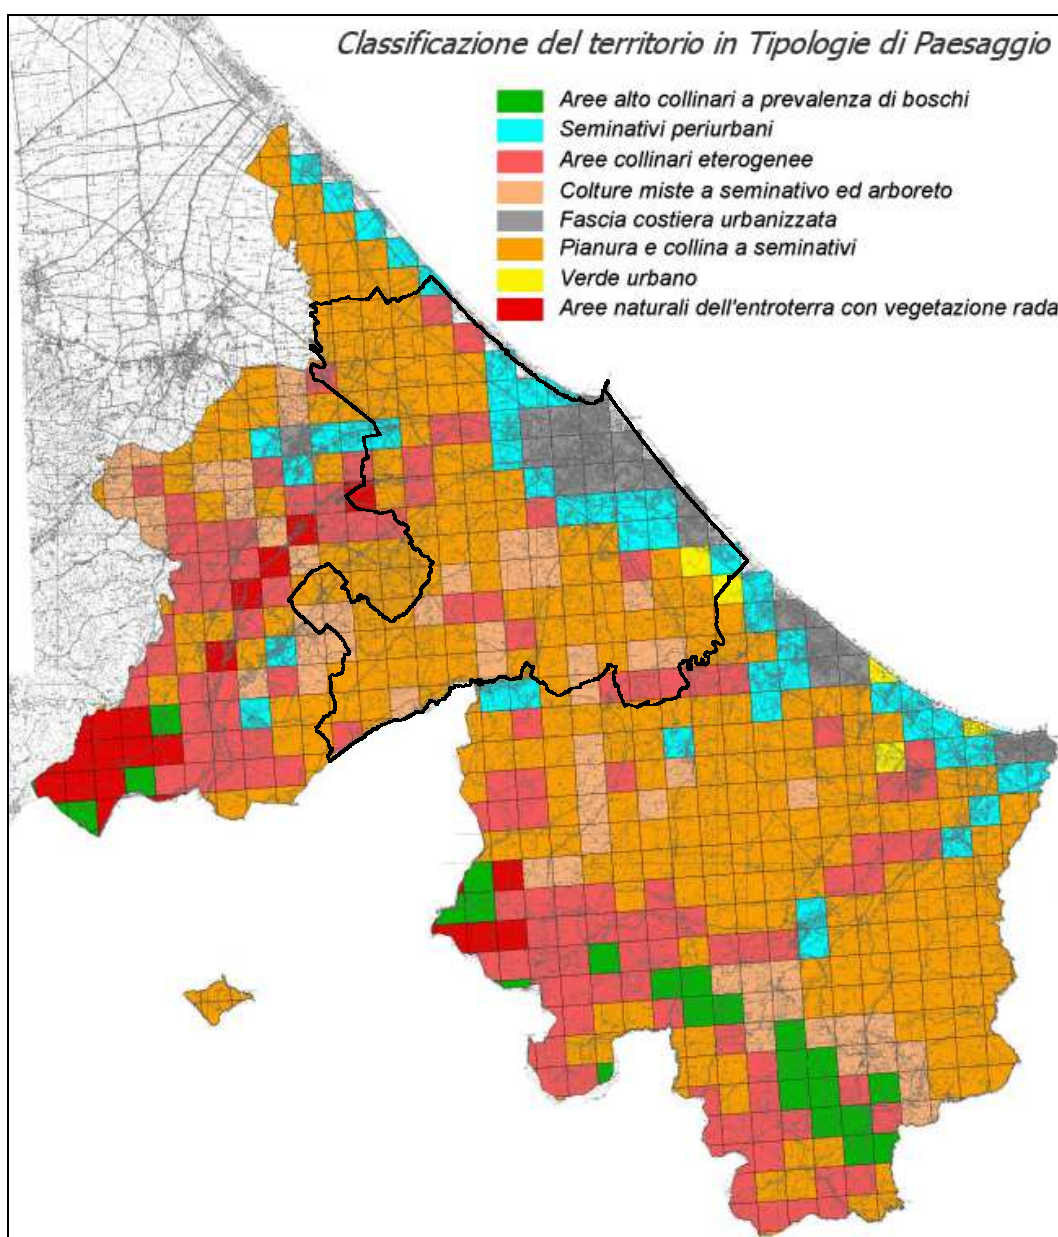 Classificazione del territorio in Tipologie di Paesaggio
Aree alto collinari a prevalenza di boschi
Seminativi periurbani
Aree collinari eterogenee
Colture miste a seminativo ed arboreto
Fascia costiera urbanizzata
Pianura e collina a seminativi
Verde urbano
Aree naturali dell'entroterra con vegetazione rada